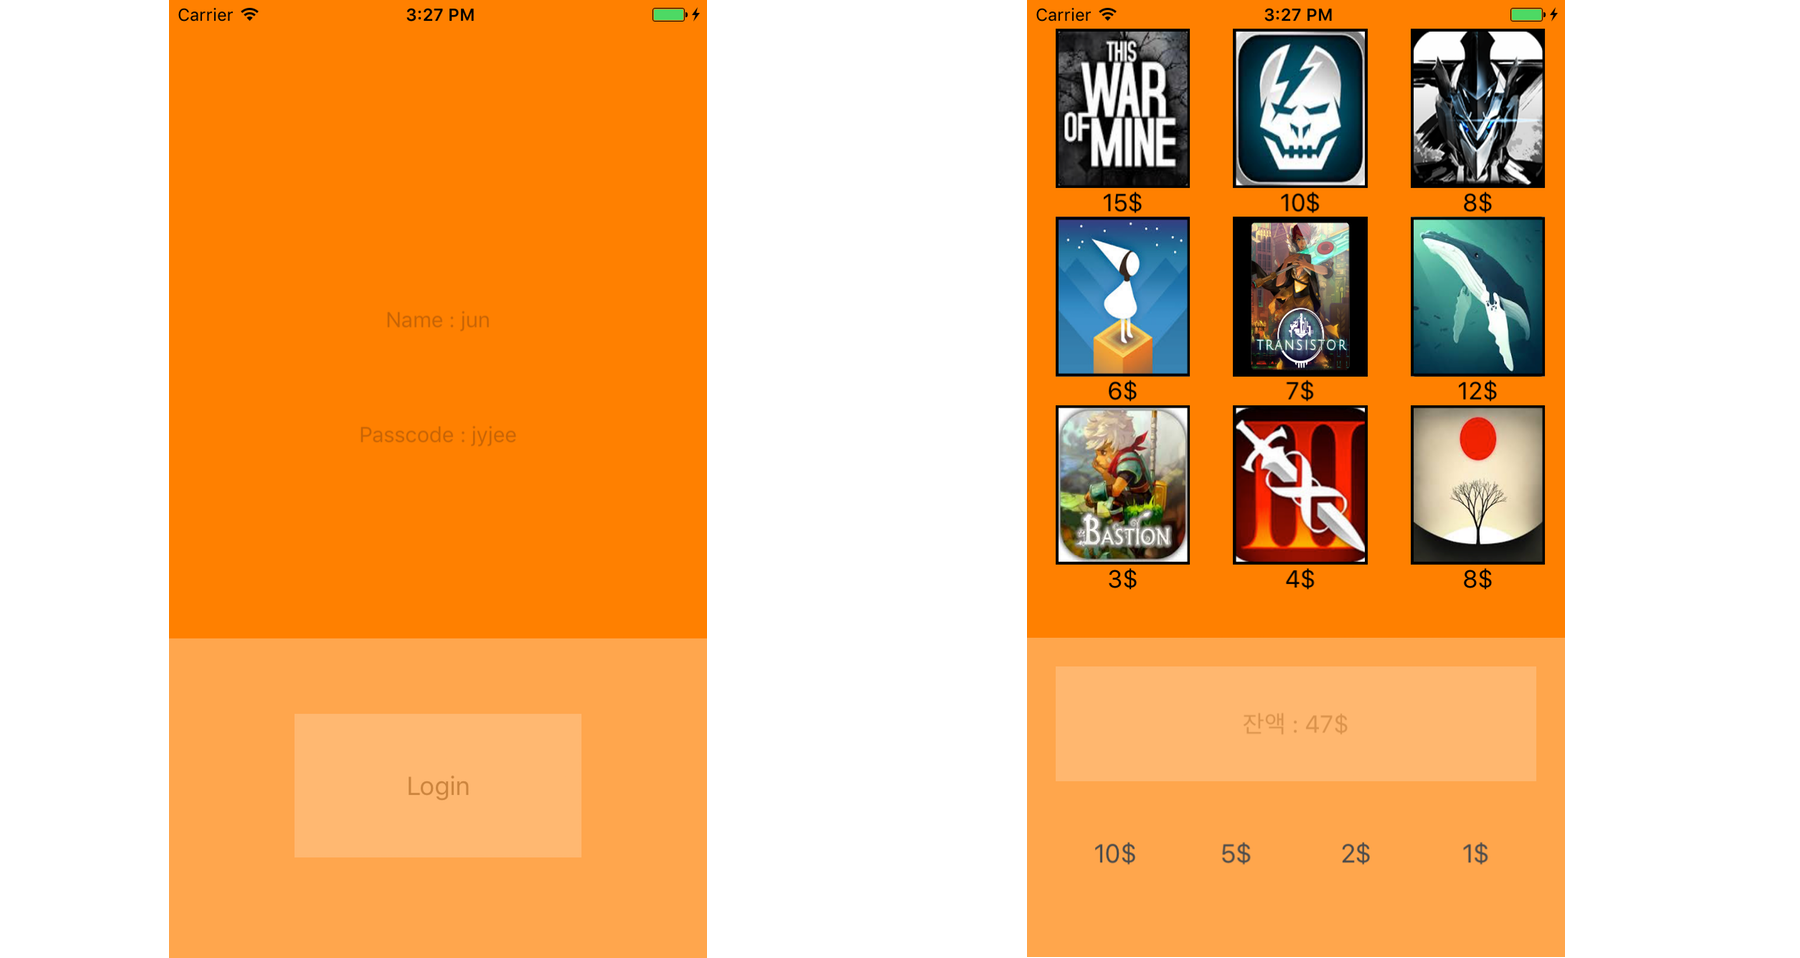 Carrier 3:27 PM
Name : jun
Passcode : jyjee
Login
Carrier 3:27 PM
THIS
WAR
OF MINE
15$ 10$ 8$
TRANSISTOR
6$ 7$ 12$
BASTION
3$ 4$ 8$
잔액 : 47$
10$ 5$ 2$ 1$